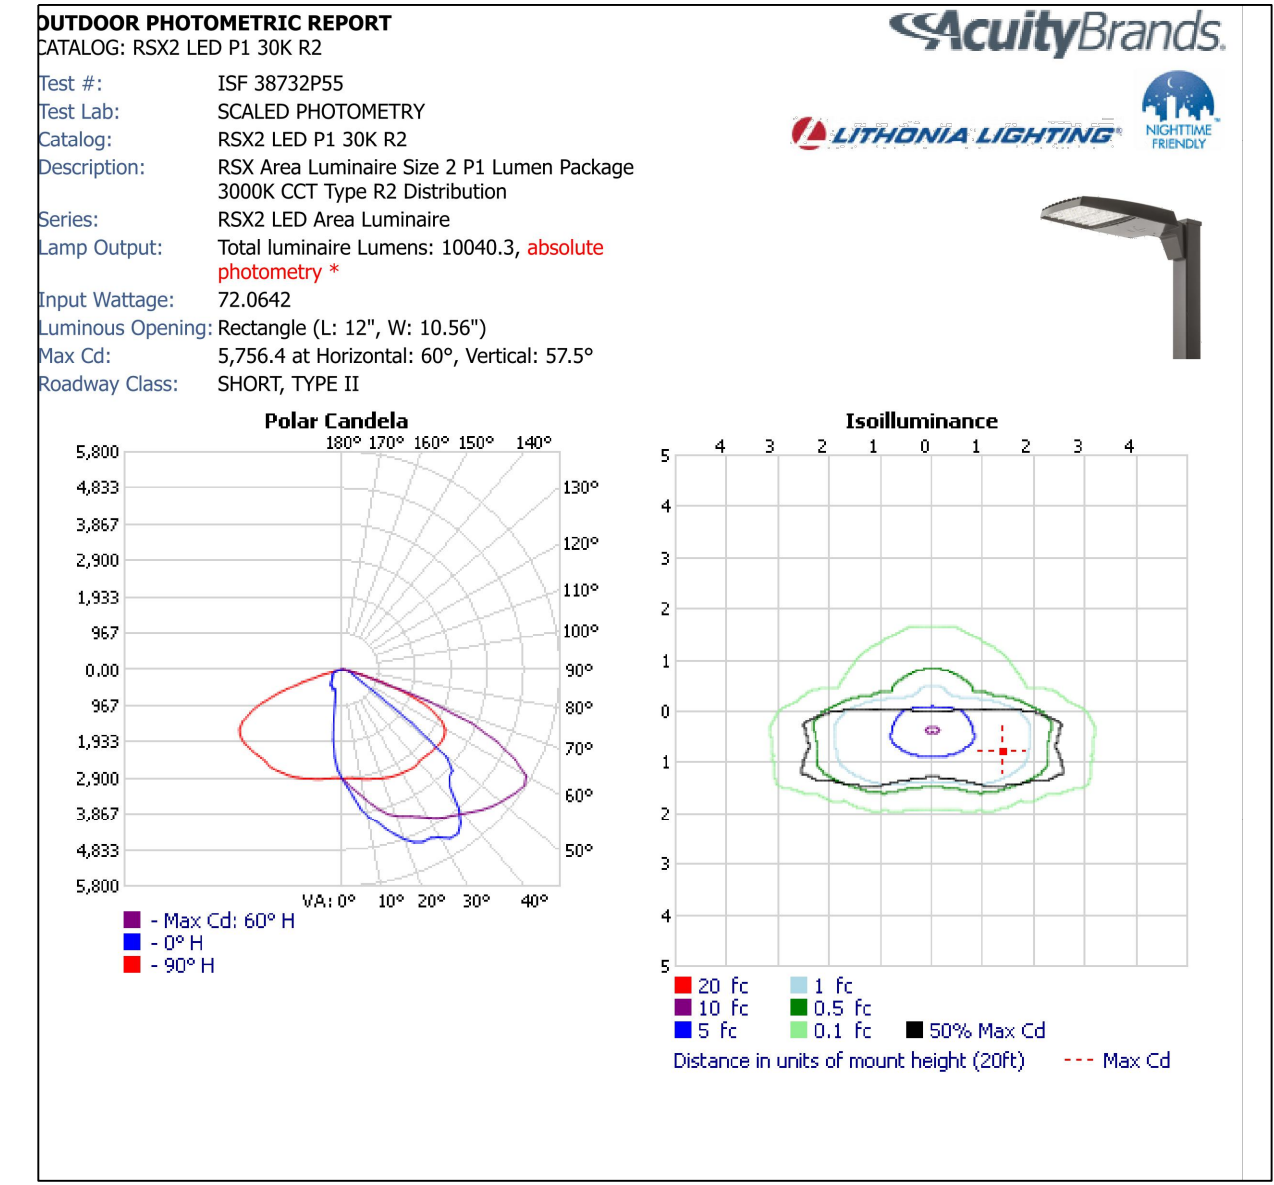 OUTDOOR PHOTOMETRIC REPORT
CATALOG: RSX2 LED P1 30K R2
AcuityBrands.
Test #: ISF 38732P55
Test Lab: SCALED PHOTOMETRY
Catalog: RSX2 LED P1 30K R2
Description: RSX Area Luminaire Size 2 P1 Lumen Package
3000K CCT Type R2 Distribution
Series: RSX2 LED Area Luminaire
Lamp Output: Total luminaire Lumens: 10040.3, absolute
photometry *
Input Wattage: 72.0642
Luminous Opening: Rectangle (L: 12", W: 10.56")
Max Cd: 5,756.4 at Horizontal: 60°, Vertical: 57.5°
Roadway Class: SHORT, TYPE II
LITHONIA LIGHTING®
NIGHTTIME
FRIENDLY™
Polar Candela
180° 170° 160° 150° 140°
5,800
4,833
3,867
2,900
1,933
967
0.00
967
1,933
2,900
3,867
4,833
5,800
130°
120°
110°
100°
90°
80°
70°
60°
50°
VA: 0° 10° 20° 30° 40°
- Max Cd: 60° H
- 0° H
- 90° H
Isoilluminance
4 3 2 1 0 1 2 3 4
5
4
3
2
1
0
1
2
3
4
5
20 fc 1 fc
10 fc 0.5 fc
5 fc 0.1 fc 50% Max Cd
Distance in units of mount height (20ft) --- Max Cd